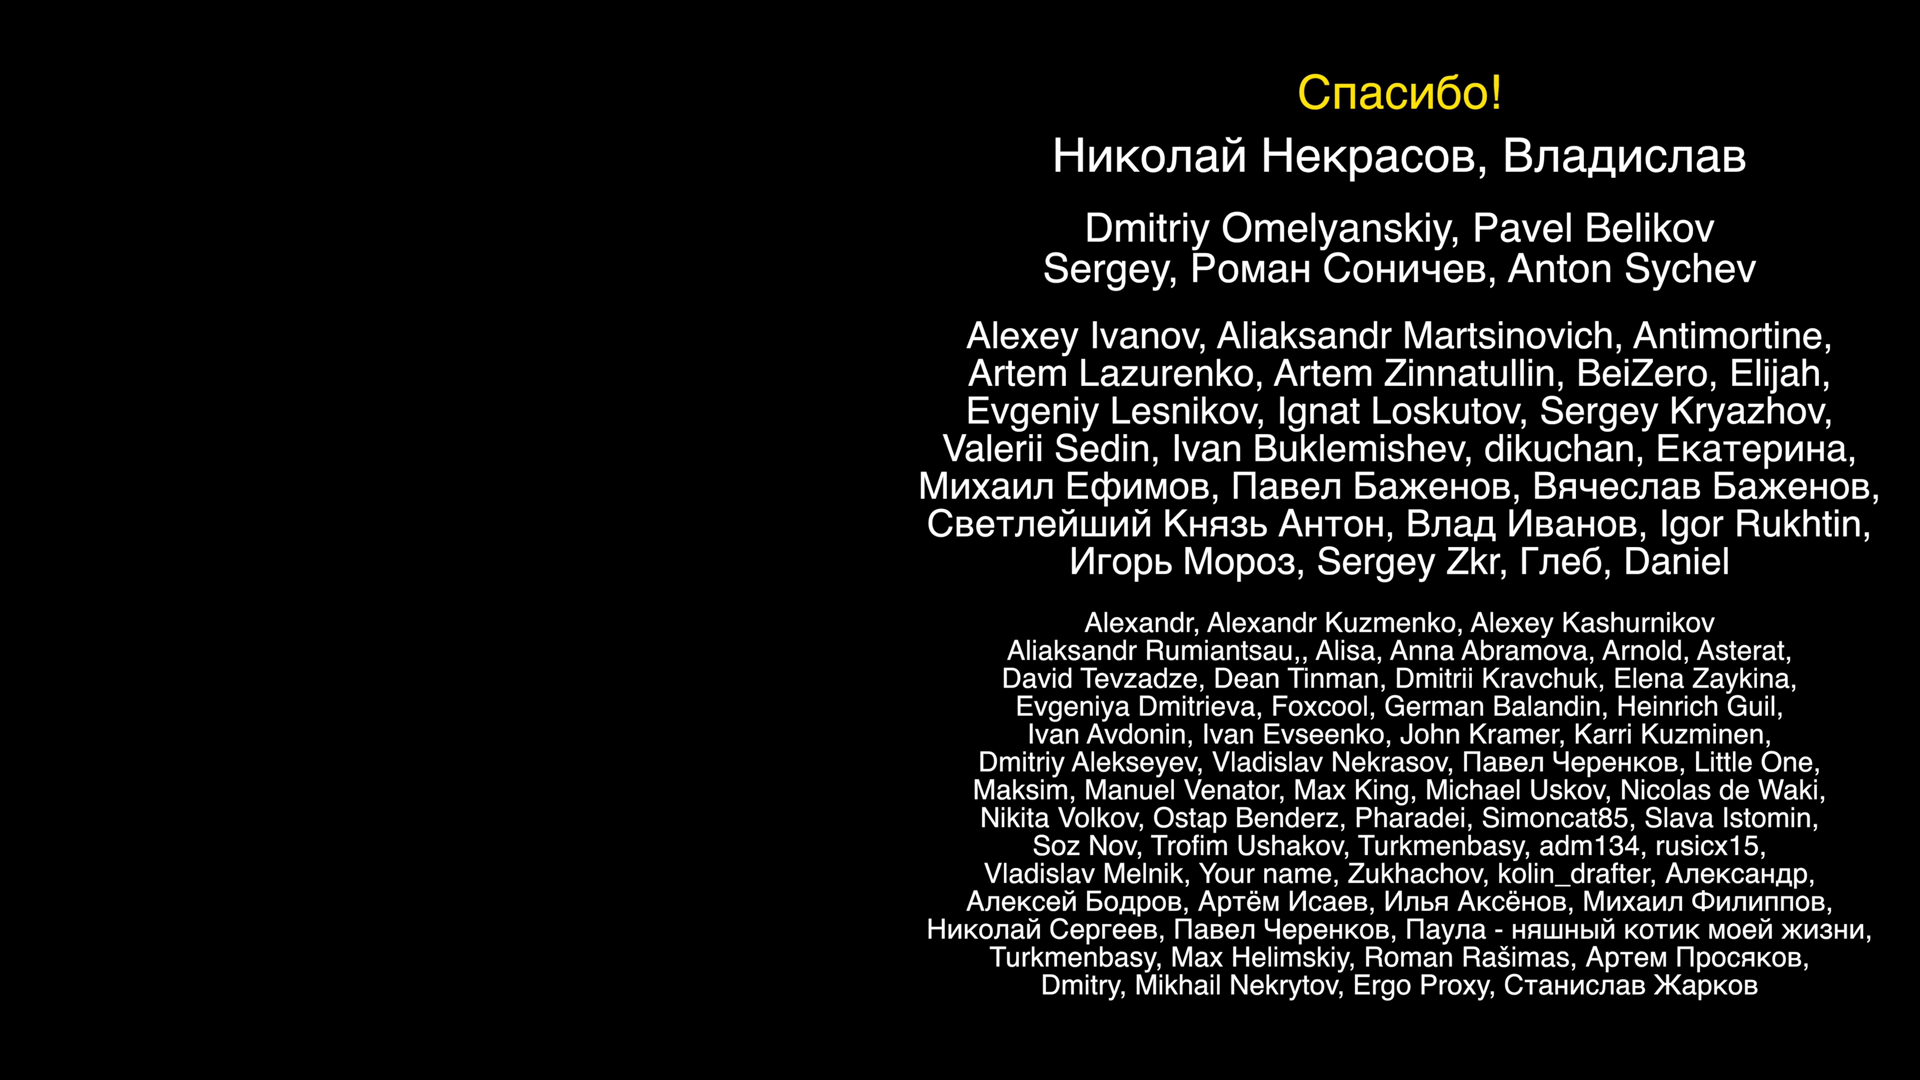 Спасибо!
Николай Некрасов, Владислав
Dmitriy Omelyanskiy, Pavel Belikov
Sergey, Роман Соничев, Anton Sychev
Alexey Ivanov, Aliaksandr Martsinovich, Antimortine,
Artem Lazurenko, Artem Zinnatullin, BeiZero, Elijah,
Evgeniy Lesnikov, Ignat Loskutov, Sergey Kryazhov,
Valerii Sedin, Ivan Buklemishev, dikuchan, Екатерина,
Михаил Ефимов, Павел Баженов, Вячеслав Баженов,
Светлейший Князь Антон, Влад Иванов, Igor Rukhtin,
Игорь Мороз, Sergey Zkr, Глеб, Daniel
Alexandr, Alexandr Kuzmenko, Alexey Kashurnikov
Aliaksandr Rumiantsau,, Alisa, Anna Abramova, Arnold, Asterat,
David Tevzadze, Dean Tinman, Dmitrii Kravchuk, Elena Zaykina,
Evgeniya Dmitrieva, Foxcool, German Balandin, Heinrich Guil,
Ivan Avdonin, Ivan Evseenko, John Kramer, Karri Kuzminen,
Dmitriy Alekseyev, Vladislav Nekrasov, Павел Черенков, Little One,
Maksim, Manuel Venator, Max King, Michael Uskov, Nicolas de Waki,
Nikita Volkov, Ostap Benderz, Pharadei, Simoncat85, Slava Istomin,
Soz Nov, Trofim Ushakov, Turkmenbasy, adm134, rusicx15,
Vladislav Melnik, Your name, Zukhachov, kolin_drafter, Александр,
Алексей Бодров, Артём Исаев, Илья Аксёнов, Михаил Филиппов,
Николай Сергеев, Павел Черенков, Паула - няшный котик моей жизни,
Turkmenbasy, Max Helimskiy, Roman Rašimas, Артем Просяков,
Dmitry, Mikhail Nekrytov, Ergo Proxy, Станислав Жарков